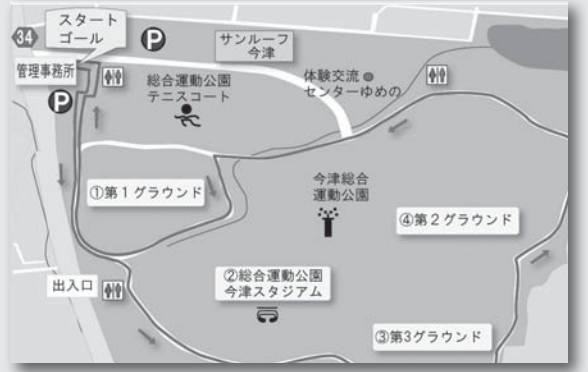 34
スタート
ゴール
管理事務所
P
P
サンルーフ
今津
総合運動公園
テニスコート
体験交流
センターゆめの
①第1グラウンド
今津総合
運動公園
④第2グラウンド
出入口
②総合運動公園
今津スタジアム
③第3グラウンド